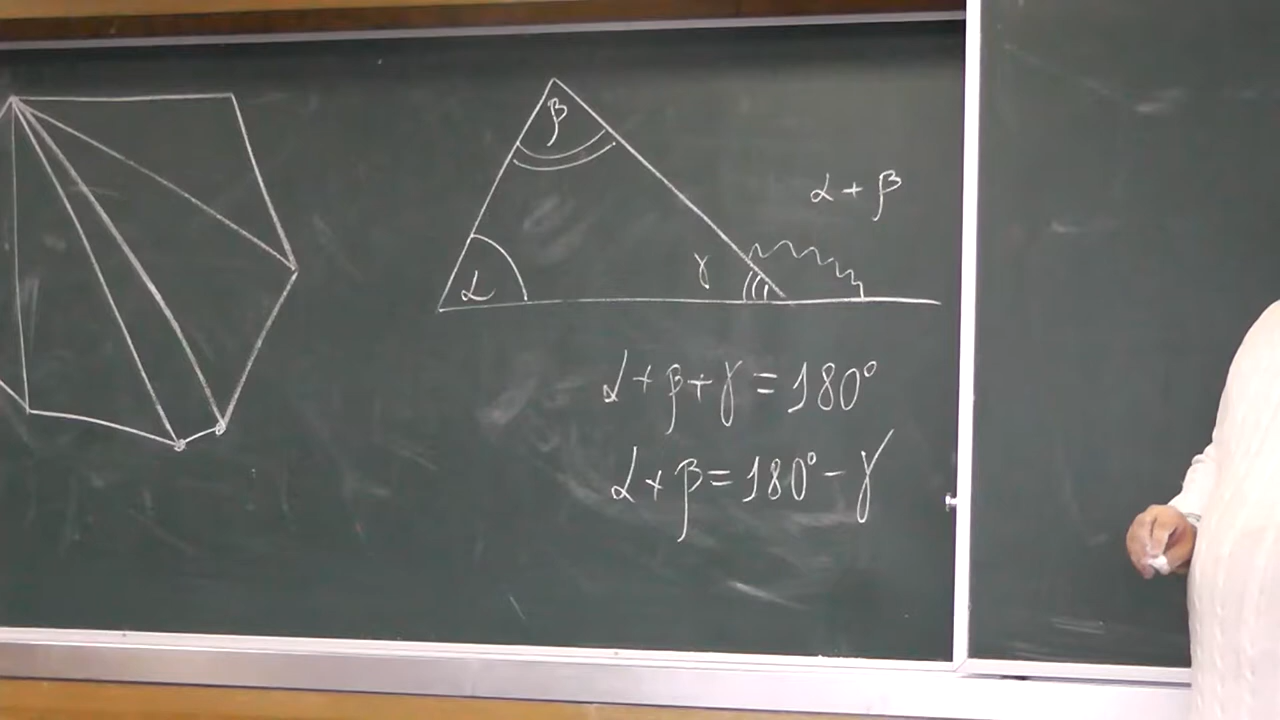 β
α + β
α
γ
α + β + γ = 180°
α + β = 180° - γ